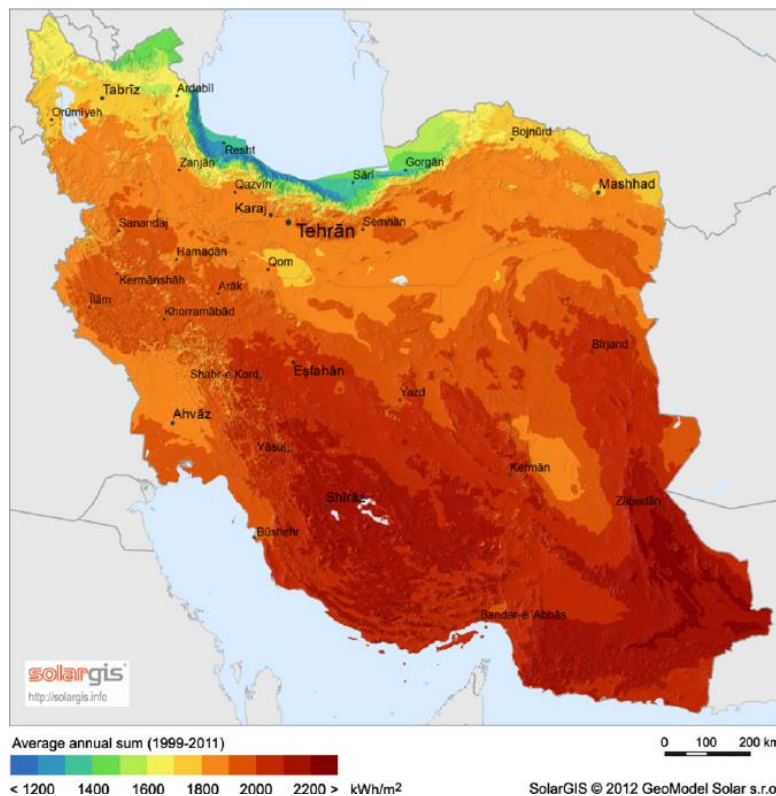 Tabrīz
Ardabīl
Orūmīyeh
Resht
Zanjān
Sāri
Gorgān
Bojnūrd
Qazvīn
Mashhad
Karaj
Tehrān
Semnān
Sanandaj
Hamadān
Qom
Kermānshāh
Arāk
Īlām
Khorramābād
Bīrjand
Shahr-e Kord
Eşfahān
Yazd
Ahvāz
Yāsūj
Kermān
Shīrāz
Zāhedān
Būshehr
Bandar-e 'Abbās
solargis®
http://solargis.info
Average annual sum (1999-2011)
0 100 200 km
< 1200 1400 1600 1800 2000 2200 > kWh/m²
SolarGIS © 2012 GeoModel Solar s.r.o